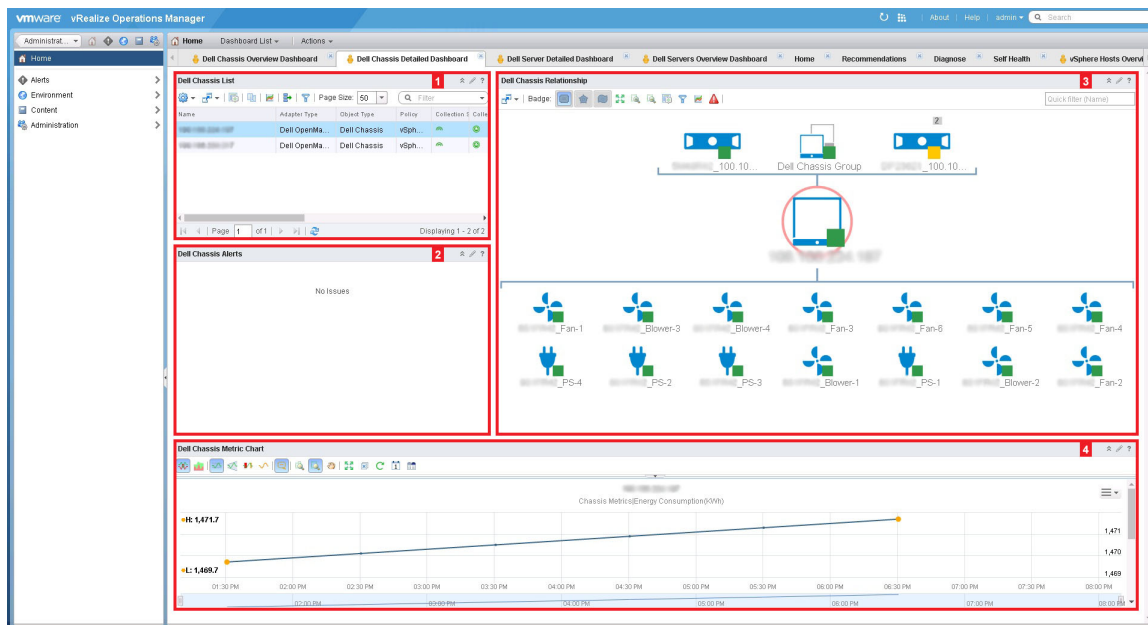 vmware vRealize Operations Manager
About Help admin Search
Administrat...
Home Dashboard List Actions
Home
Dell Chassis Overview Dashboard Dell Chassis Detailed Dashboard Dell Server Detailed Dashboard Dell Servers Overview Dashboard Home Recommendations Diagnose Self Health vSphere Hosts Overvi
Alerts
Environment
Content
Administration
Dell Chassis List 1
Page Size: 50 Filter
Name Adapter Type Object Type Policy Collection S Colle
Dell OpenMa... Dell Chassis vSph...
Dell OpenMa... Dell Chassis vSph...
Page 1 of 1 Displaying 1 - 2 of 2
Dell Chassis Alerts 2
No Issues
Dell Chassis Relationship 3
Badge: Quick filter (Name)
2
_100.10... Dell Chassis Group _100.10...
_Fan-1 _Blower-3 _Blower-4 _Fan-3 _Fan-6 _Fan-5 _Fan-4
_PS-4 _PS-2 _PS-3 _Blower-1 _PS-1 _Blower-2 _Fan-2
Dell Chassis Metric Chart 4
Chassis Metrics|Energy Consumption(KWh)
H: 1,471.7
1,471
1,470
L: 1,469.7
1,469
01:30 PM 02:00 PM 02:30 PM 03:00 PM 03:30 PM 04:00 PM 04:30 PM 05:00 PM 05:30 PM 06:00 PM 06:30 PM 07:00 PM 07:30 PM 08:00 PM
02:00 PM 03:00 PM 04:00 PM 05:00 PM 06:00 PM 07:00 PM 08:00 PM